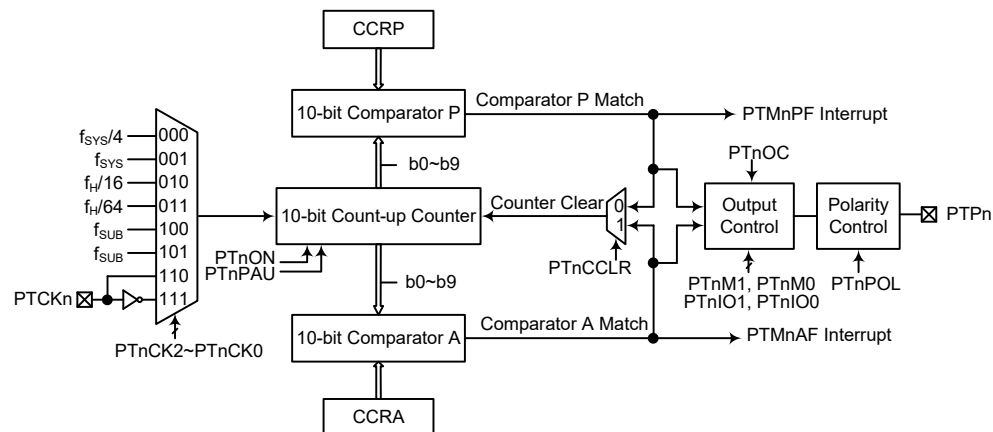 CCRP
10-bit Comparator P
Comparator P Match
PTMnPF Interrupt
b0~b9
PTnOC
fSYS/4
000
fSYS
001
fH/16
010
fH/64
011
fSUB
100
fSUB
101
110
111
PTCKn
PTnCK2~PTnCK0
10-bit Count-up Counter
PTnON
PTnPAU
Counter Clear
0
1
PTnCCLR
Output
Control
Polarity
Control
PTPn
PTnM1, PTnM0
PTnIO1, PTnIO0
PTnPOL
b0~b9
10-bit Comparator A
Comparator A Match
PTMnAF Interrupt
CCRA